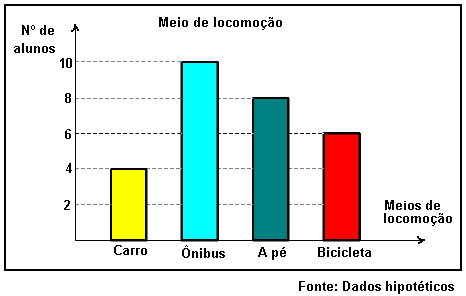 Meio de locomoção
Nº de
alunos
10
8
6
4
2
Meios de
locomoção
Carro
Ônibus
A pé
Bicicleta
Fonte: Dados hipotéticos